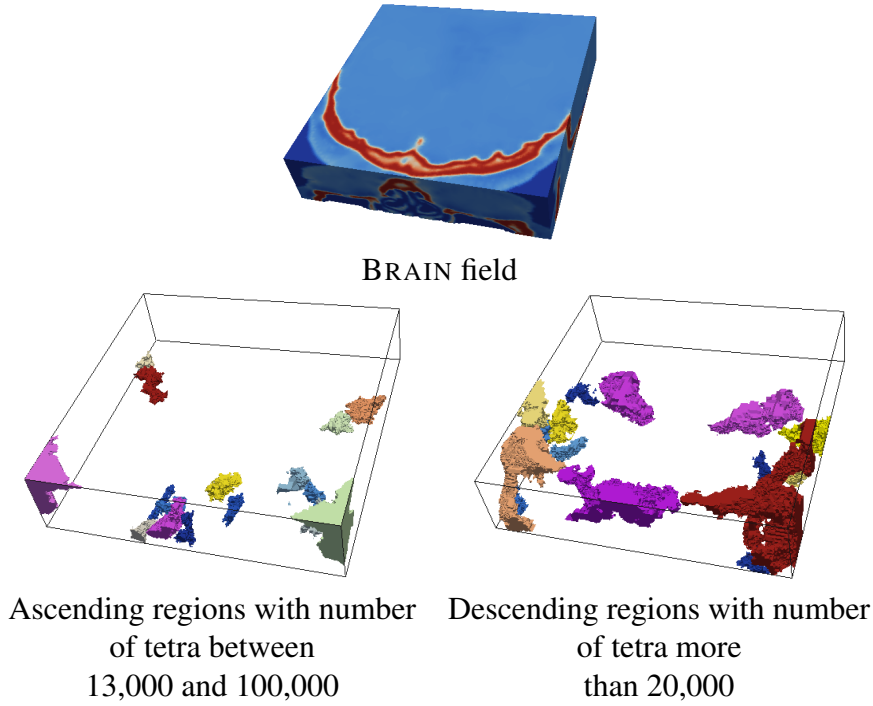 BRAIN field
Ascending regions with number
of tetra between
13,000 and 100,000
Descending regions with number
of tetra more
than 20,000